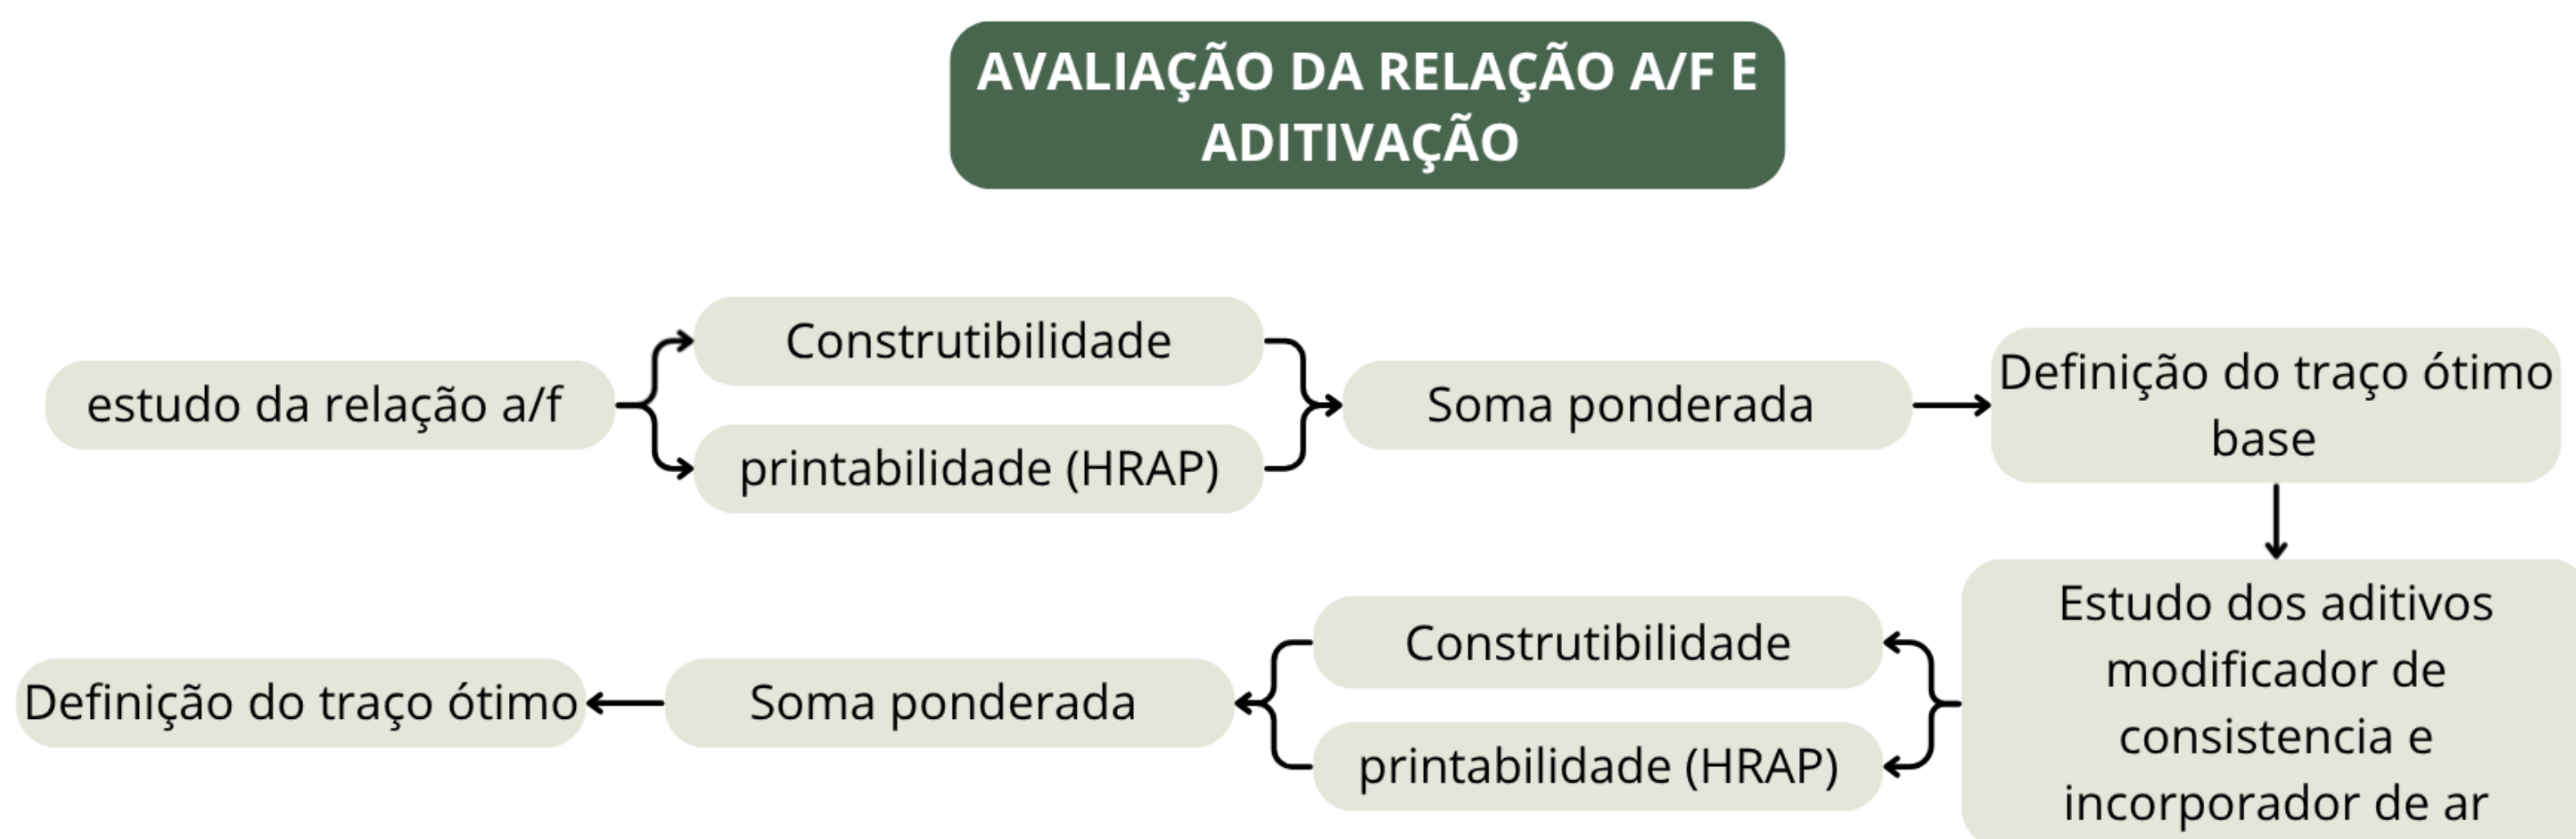 AVALIAÇÃO DA RELAÇÃO A/F E
ADITIVAÇÃO
estudo da relação a/f
Construtibilidade
printabilidade (HRAP)
Soma ponderada
Definição do traço ótimo
base
Estudo dos aditivos
modificador de
consistencia e
incorporador de ar
Construtibilidade
printabilidade (HRAP)
Soma ponderada
Definição do traço ótimo